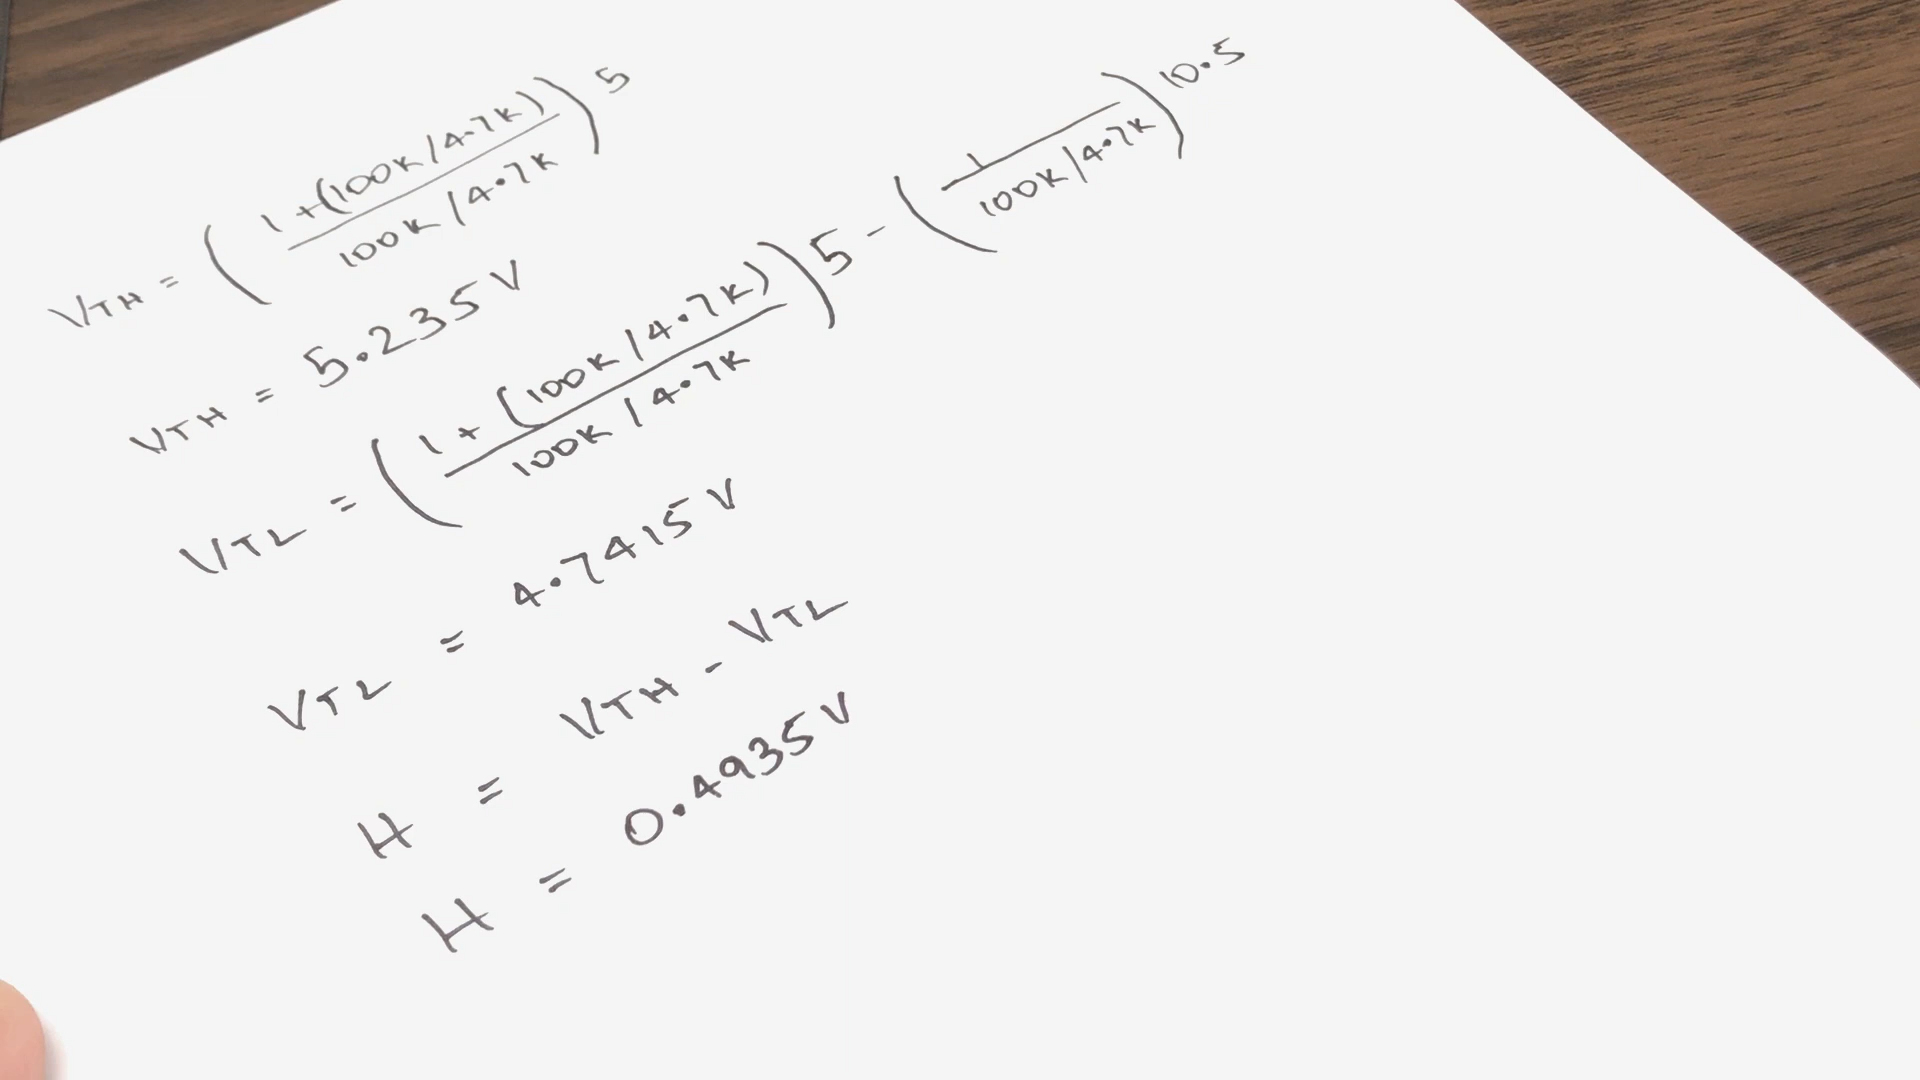 VTH = ( 1 + (100K / 4.7K) / 100K / 4.7K ) 5
VTH = 5.235 V
VTL = ( 1 + (100K / 4.7K) / 100K / 4.7K ) 5 - ( 1 / 100K / 4.7K ) 10.5
VTL = 4.7415 V
H = VTH - VTL
H = 0.4935 V